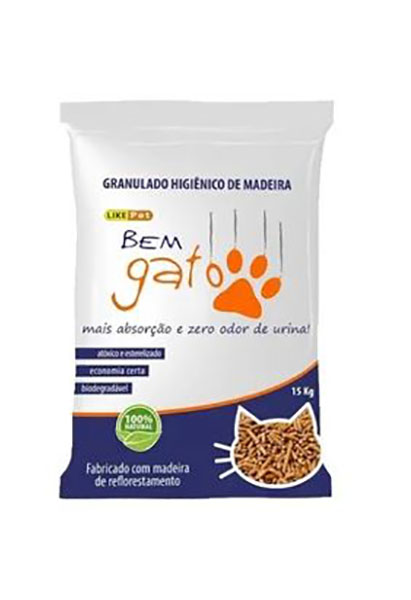 GRANULADO HIGIÊNICO DE MADEIRA
LIKE Pet
BEM
gato
mais absorção e zero odor de urina!
atóxico e esterelizado
economia certa
biodegradável
15 Kg
100%
NATURAL
Fabricado com madeira
de reflorestamento